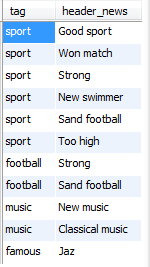 tag header_news
sport Good sport
sport Won match
sport Strong
sport New swimmer
sport Sand football
sport Too high
football Strong
football Sand football
music New music
music Classical music
famous Jaz